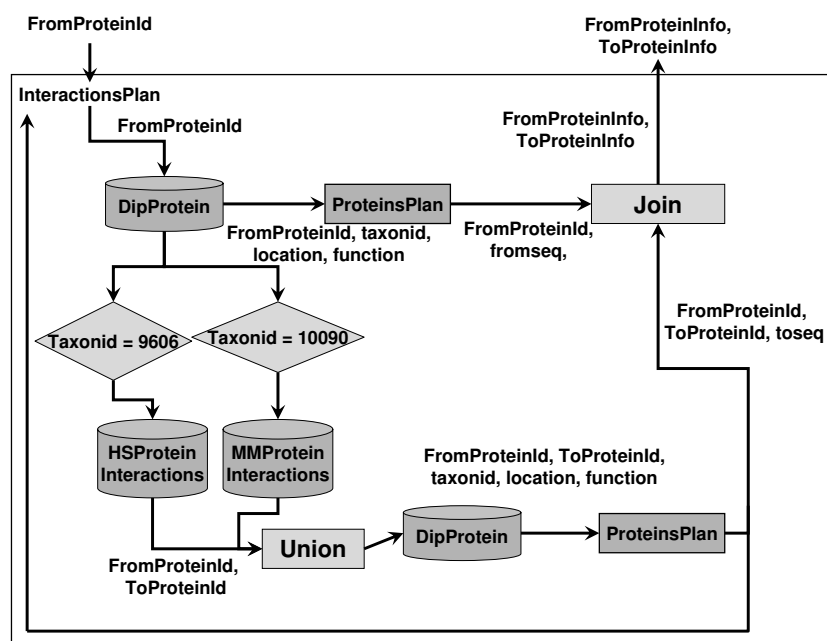 FromProteinId
FromProteinInfo,
ToProteinInfo
InteractionsPlan
FromProteinId
FromProteinInfo,
ToProteinInfo
DipProtein
ProteinsPlan
Join
FromProteinId, taxonid,
location, function
FromProteinId,
fromseq,
Taxonid = 9606
Taxonid = 10090
FromProteinId,
ToProteinId, toseq
HSProtein
Interactions
MMProtein
Interactions
FromProteinId, ToProteinId,
taxonid, location, function
Union
DipProtein
ProteinsPlan
FromProteinId,
ToProteinId